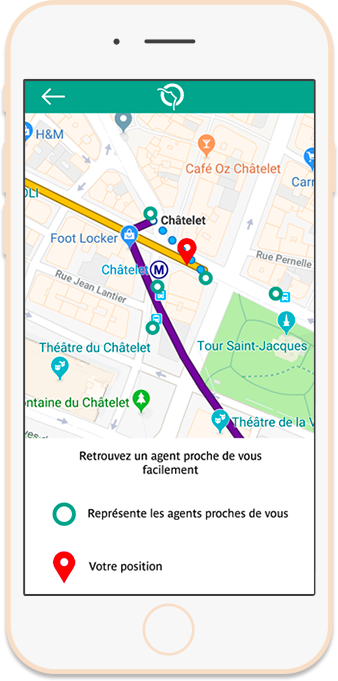 H&M
Café Oz Châtelet
Carr
OLI
Châtelet
Foot Locker
Rue Pernelle
Châtelet M
Rue Jean Lantier
Théâtre du Châtelet
Tour Saint-Jacques
ontaine du Châtelet
Théâtre de la V
Retrouvez un agent proche de vous
facilement
Représente les agents proches de vous
Votre position